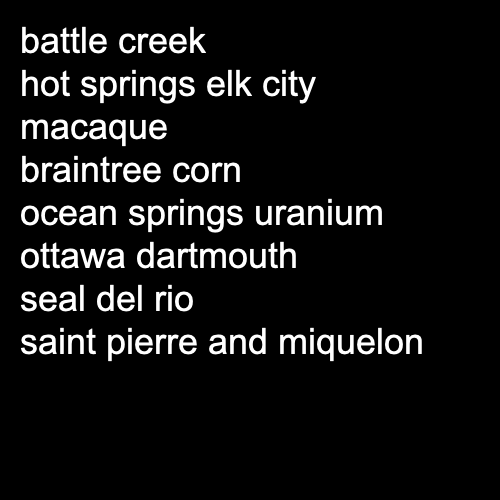 battle creek
hot springs elk city
macaque
braintree corn
ocean springs uranium
ottawa dartmouth
seal del rio
saint pierre and miquelon